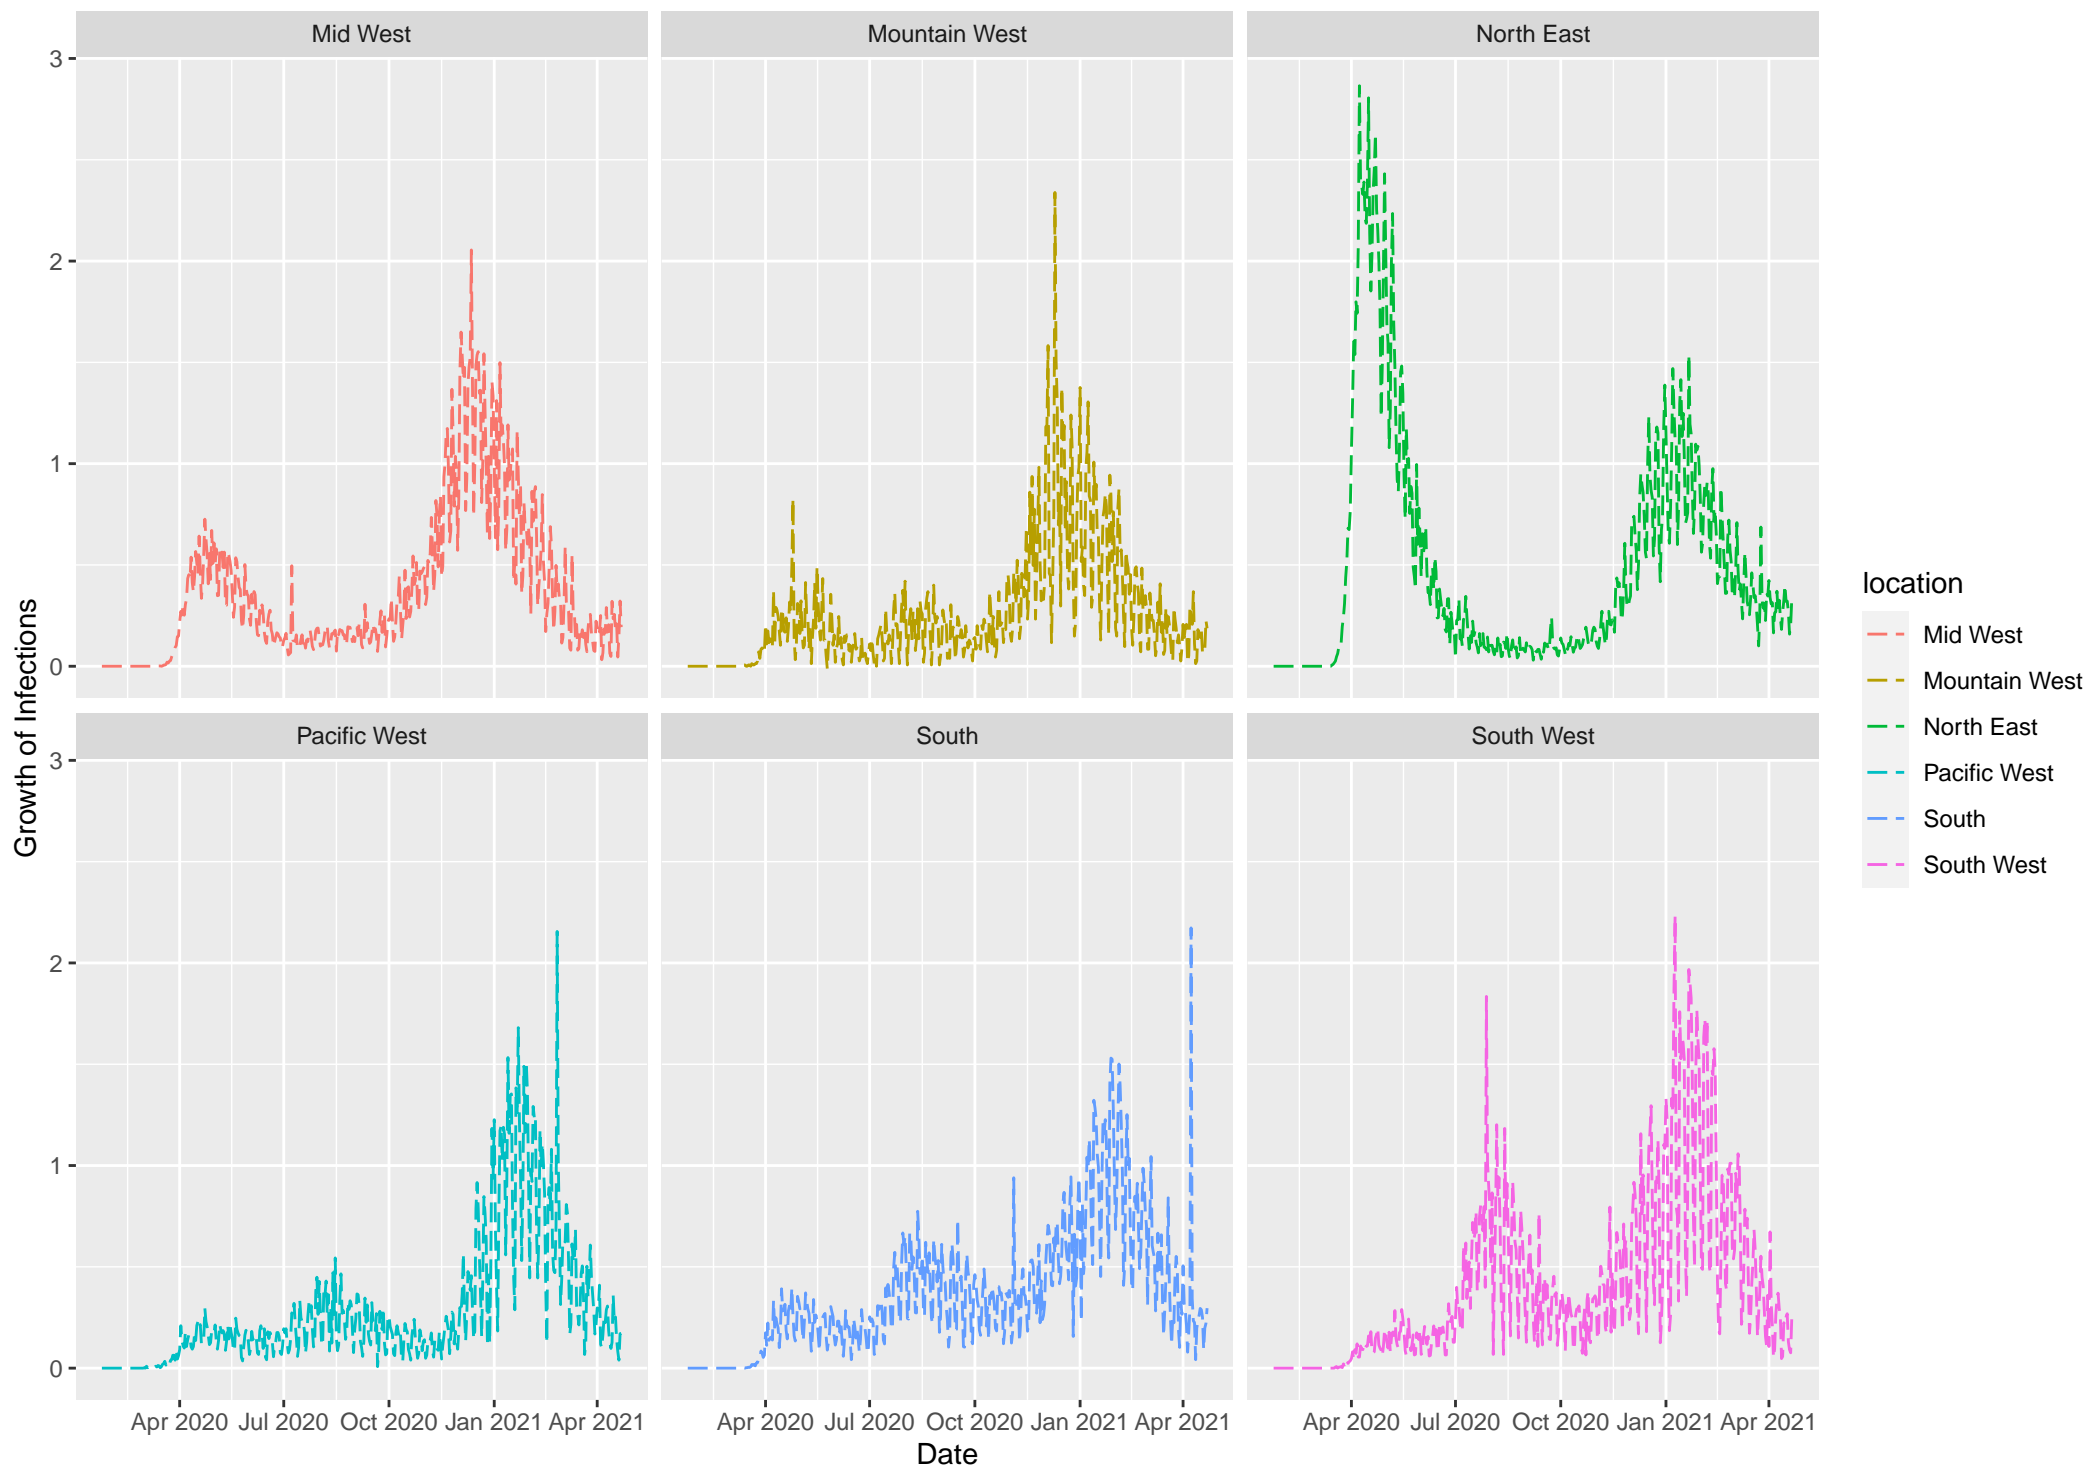 Mid West
Mountain West
North East
3
2
1
0
Pacific West
South
South West
3
2
1
0
Apr 2020 Jul 2020 Oct 2020 Jan 2021 Apr 2021
Apr 2020 Jul 2020 Oct 2020 Jan 2021 Apr 2021
Apr 2020 Jul 2020 Oct 2020 Jan 2021 Apr 2021
Date
Growth of Infections
location
Mid West
Mountain West
North East
Pacific West
South
South West